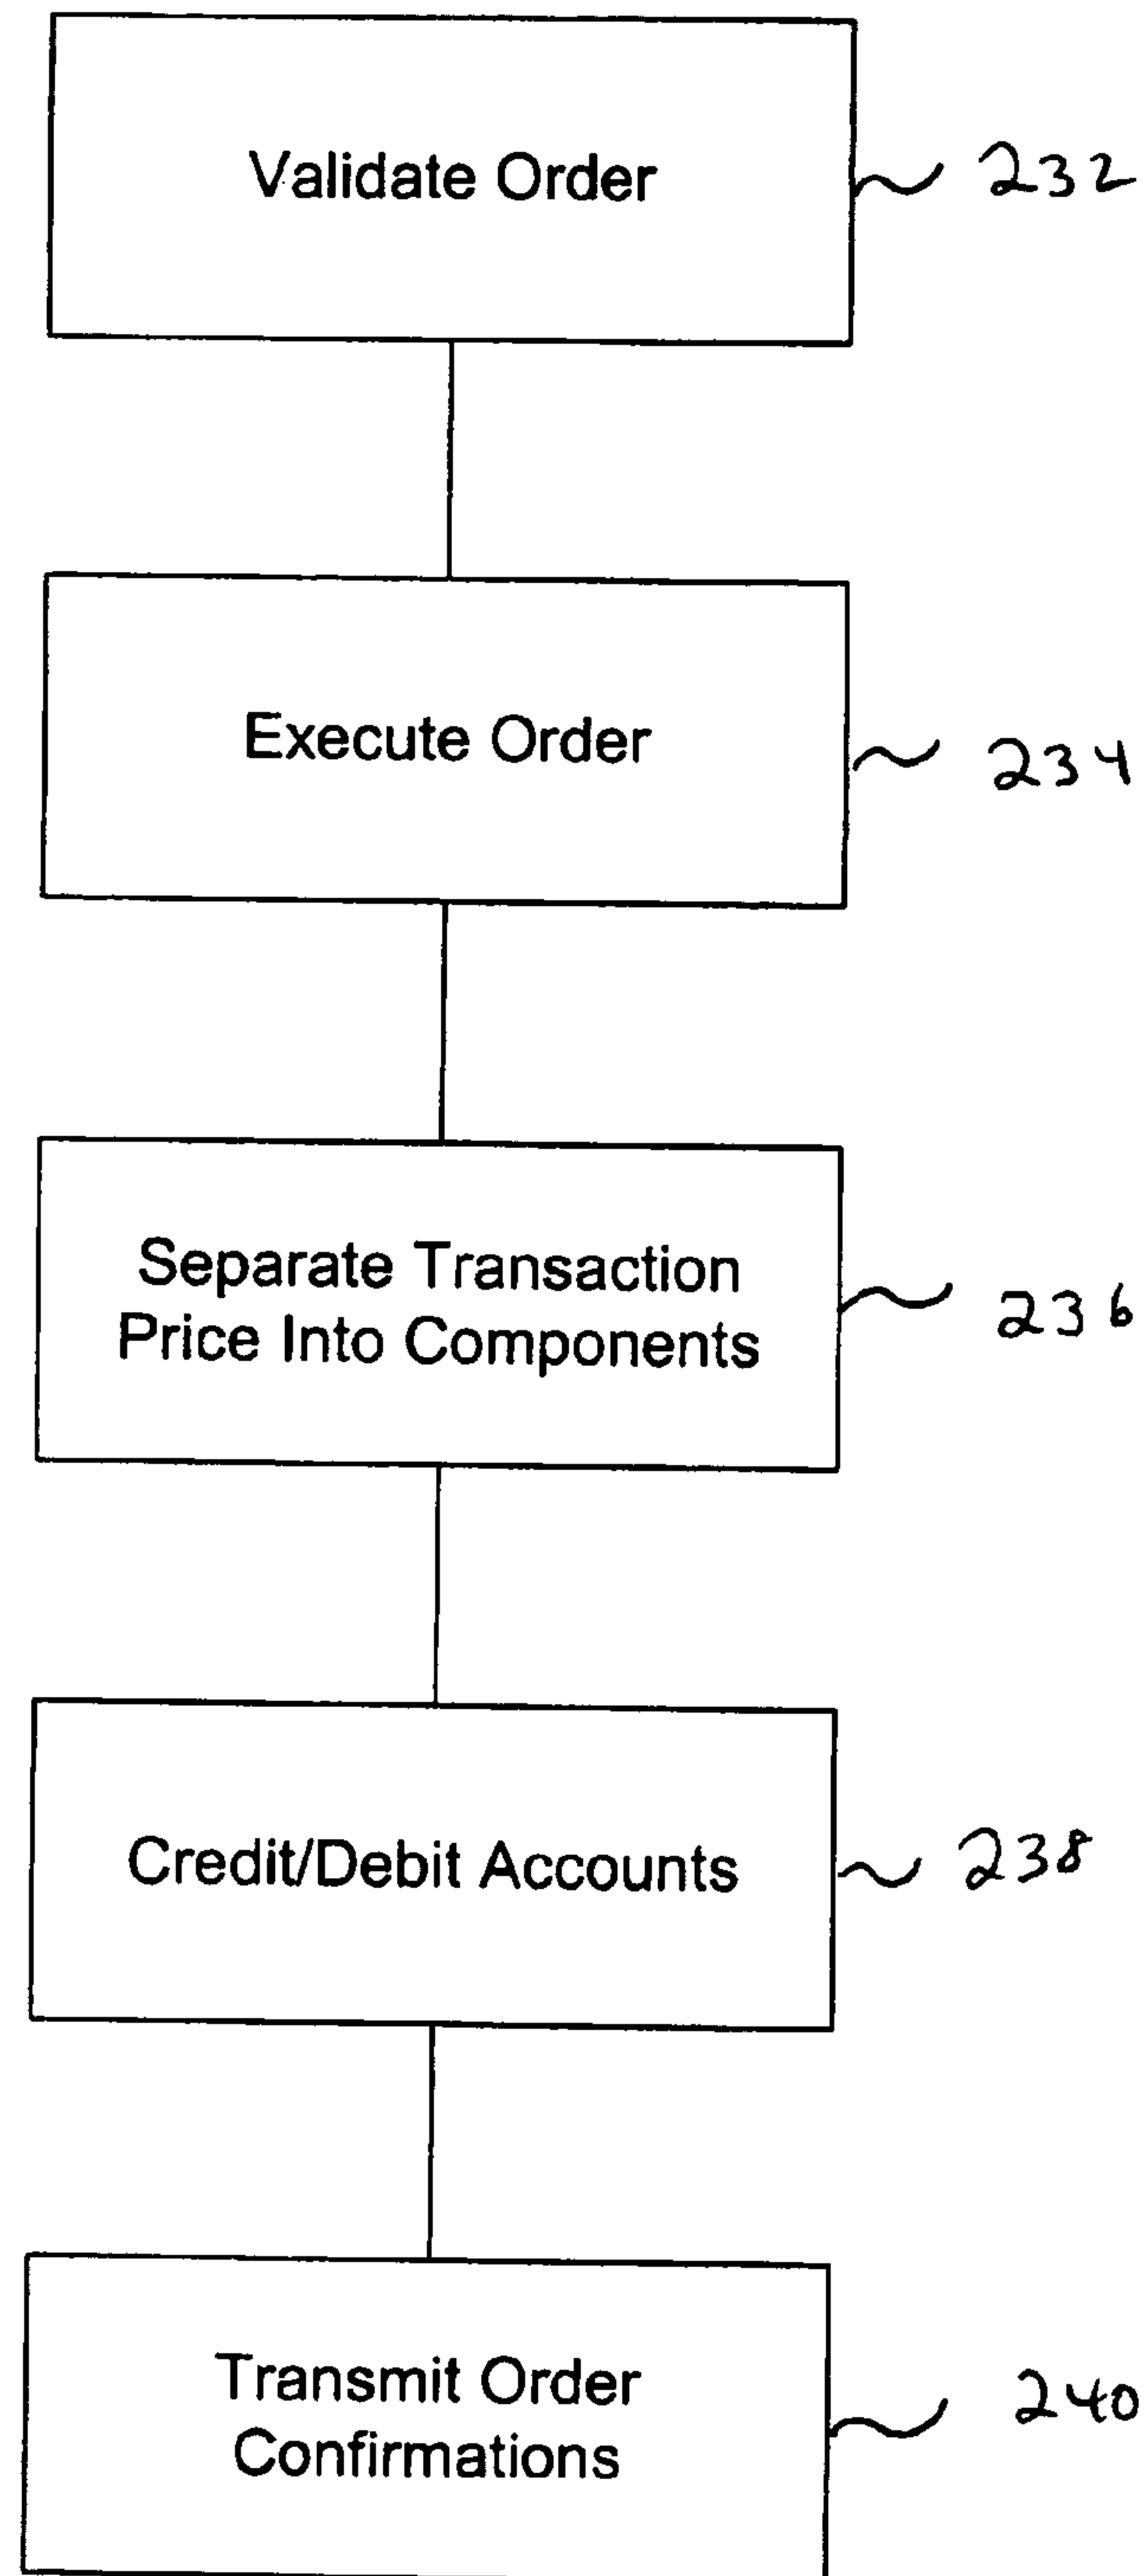 Validate Order
232
Execute Order
234
Separate Transaction
Price Into Components
236
Credit/Debit Accounts
238
Transmit Order
Confirmations
240